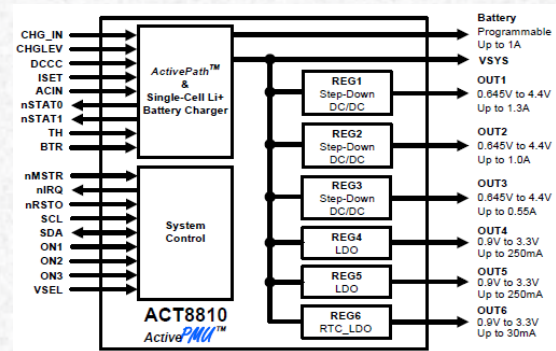 CHG_IN
CHGLEV
DCCC
ISET
ACIN
nSTAT0
nSTAT1
TH
BTR
ActivePath™
&
Single-Cell Li+
Battery Charger
nMSTR
nIRQ
nRSTO
SCL
SDA
ON1
ON2
ON3
VSEL
System
Control
ACT8810
ActivePMU™
REG1
Step-Down
DC/DC
REG2
Step-Down
DC/DC
REG3
Step-Down
DC/DC
REG4
LDO
REG5
LDO
REG6
RTC_LDO
Battery
Programmable
Up to 1A
VSYS
OUT1
0.645V to 4.4V
Up to 1.3A
OUT2
0.645V to 4.4V
Up to 1.0A
OUT3
0.645V to 4.4V
Up to 0.55A
OUT4
0.9V to 3.3V
Up to 250mA
OUT5
0.9V to 3.3V
Up to 250mA
OUT6
0.9V to 3.3V
Up to 30mA